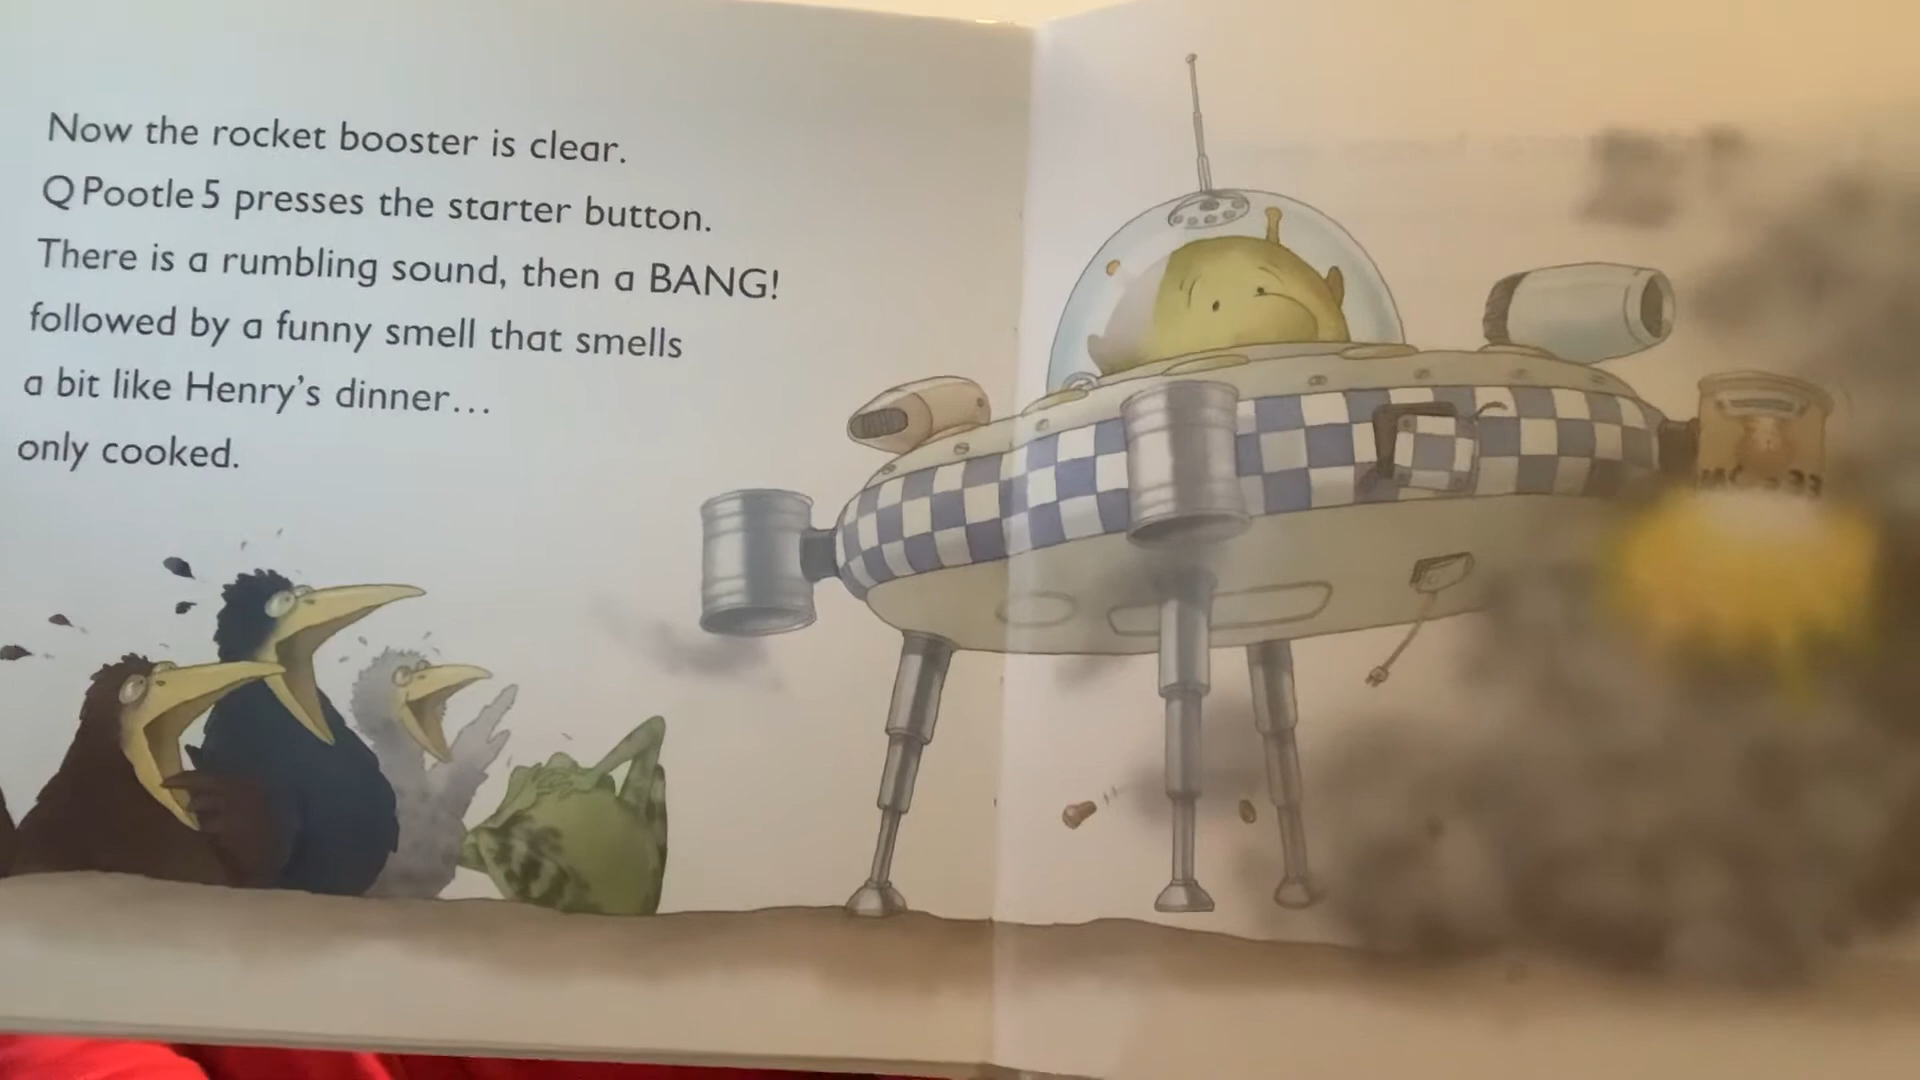 Now the rocket booster is clear.
Q Pootle 5 presses the starter button.
There is a rumbling sound, then a BANG!
followed by a funny smell that smells
a bit like Henry's dinner...
only cooked.